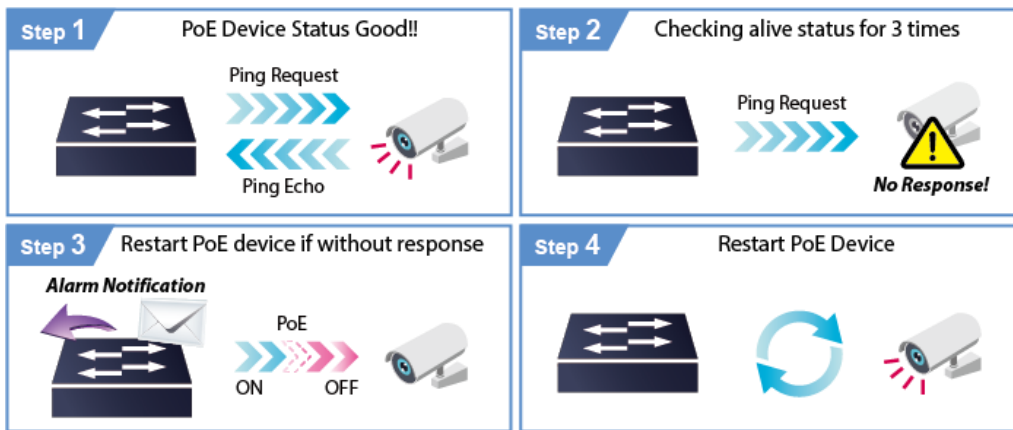 Step 1
PoE Device Status Good!!
Ping Request
Ping Echo
Step 2
Checking alive status for 3 times
Ping Request
No Response!
Step 3
Restart PoE device if without response
Alarm Notification
PoE
ON OFF
Step 4
Restart PoE Device